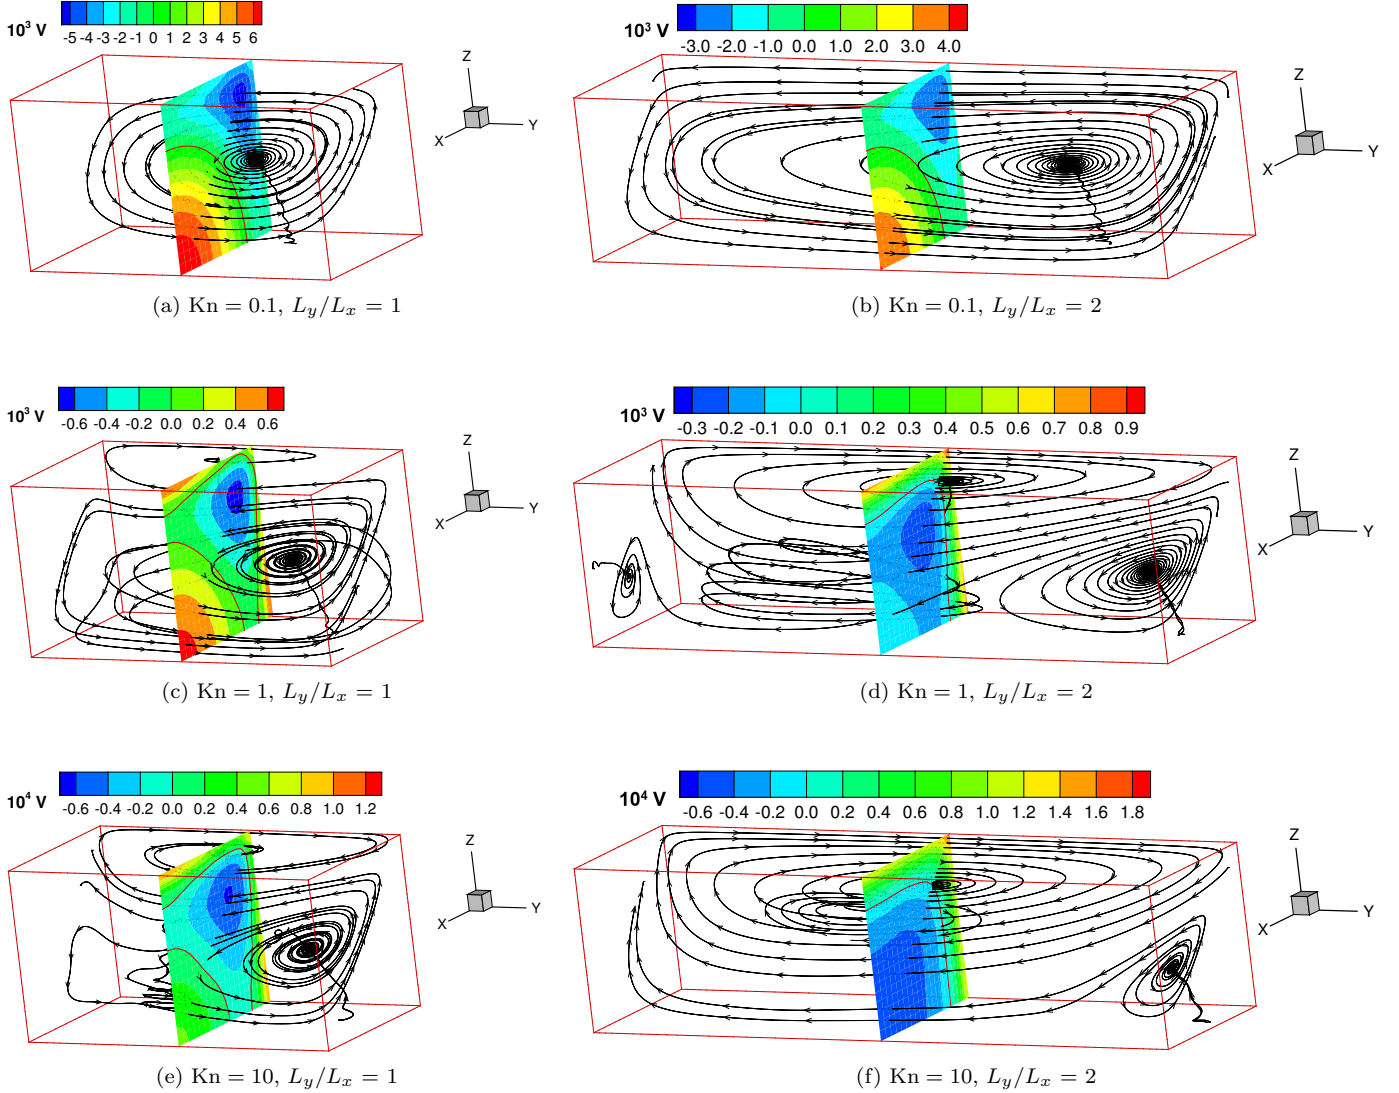 10³ V
-5 -4 -3 -2 -1 0 1 2 3 4 5 6
Z
X
Y
(a) Kn = 0.1, L_y/L_x = 1
10³ V
-3.0 -2.0 -1.0 0.0 1.0 2.0 3.0 4.0
Z
X
Y
(b) Kn = 0.1, L_y/L_x = 2
10³ V
-0.6 -0.4 -0.2 0.0 0.2 0.4 0.6
Z
X
Y
(c) Kn = 1, L_y/L_x = 1
10³ V
-0.3 -0.2 -0.1 0.0 0.1 0.2 0.3 0.4 0.5 0.6 0.7 0.8 0.9
Z
X
Y
(d) Kn = 1, L_y/L_x = 2
10⁴ V
-0.6 -0.4 -0.2 0.0 0.2 0.4 0.6 0.8 1.0 1.2
Z
X
Y
(e) Kn = 10, L_y/L_x = 1
10⁴ V
-0.6 -0.4 -0.2 0.0 0.2 0.4 0.6 0.8 1.0 1.2 1.4 1.6 1.8
Z
X
Y
(f) Kn = 10, L_y/L_x = 2